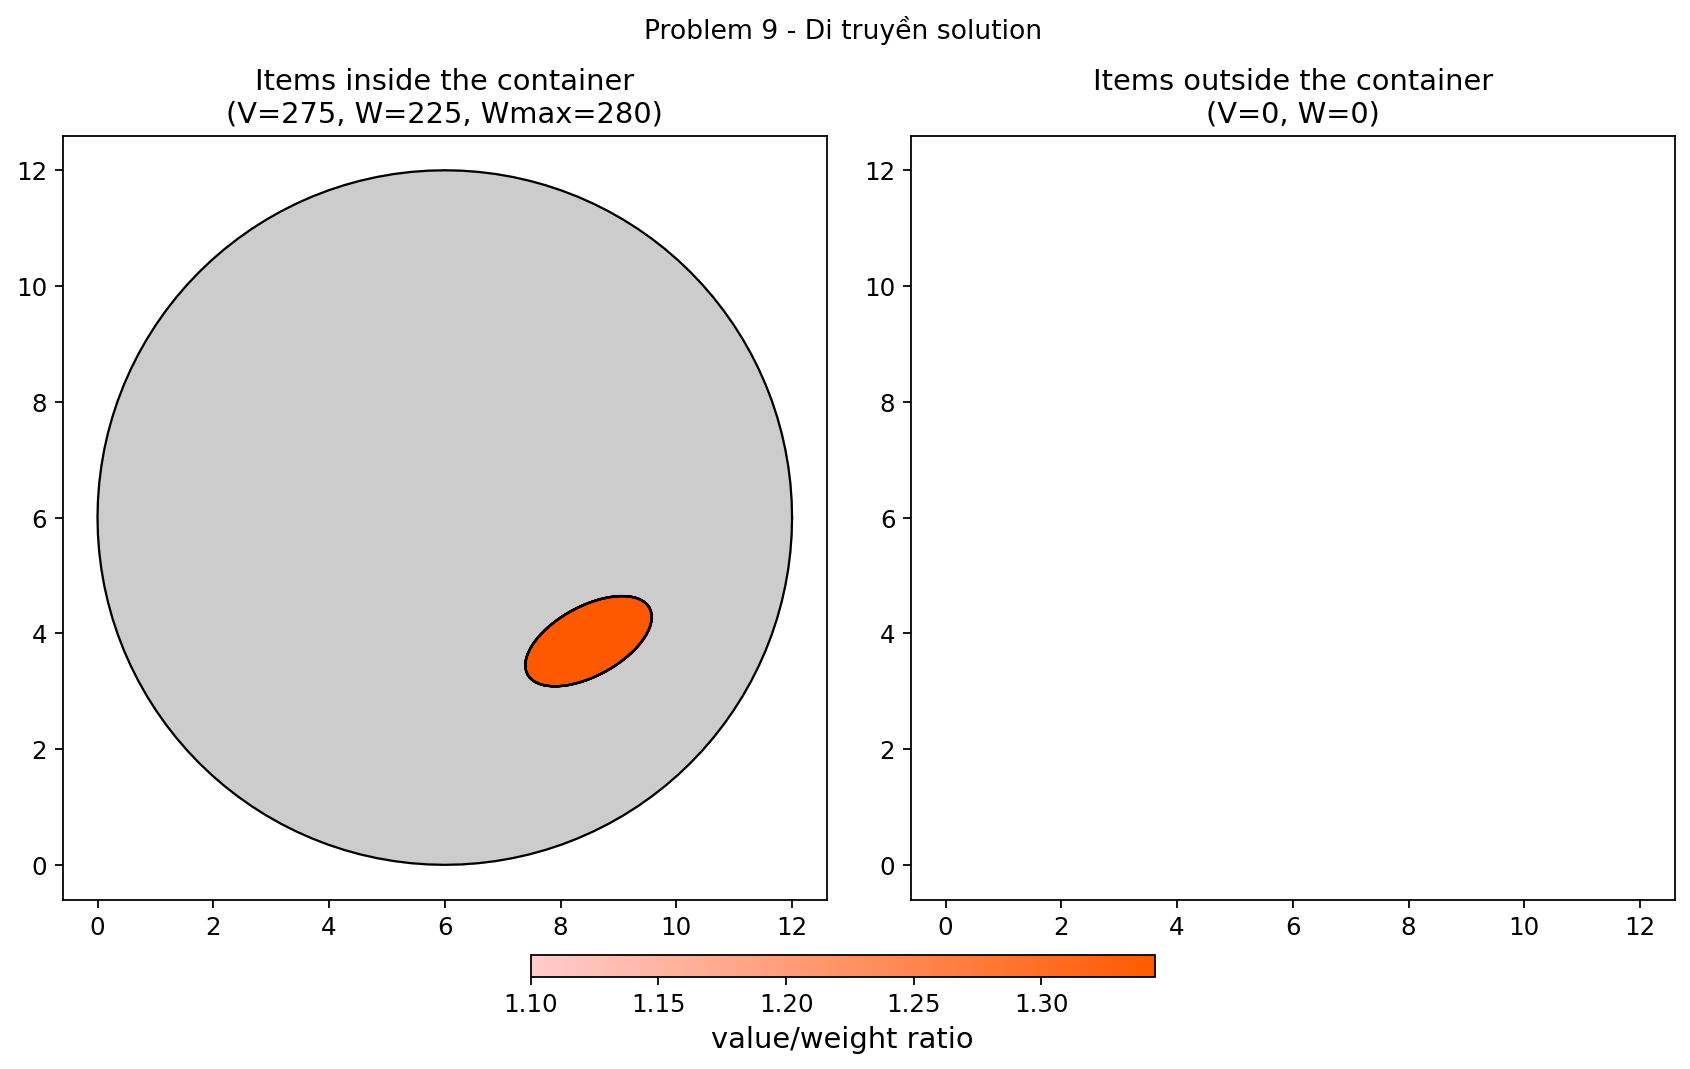 Problem 9 - Di truyền solution
Items inside the container
(V=275, W=225, Wmax=280)
12
10
8
6
4
2
0
0 2 4 6 8 10 12
Items outside the container
(V=0, W=0)
12
10
8
6
4
2
0
0 2 4 6 8 10 12
1.10 1.15 1.20 1.25 1.30
value/weight ratio